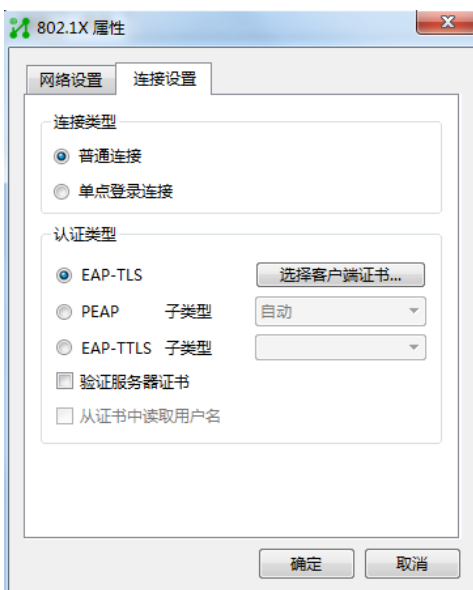 802.1X 属性
网络设置 连接设置
连接类型
普通连接
单点登录连接
认证类型
EAP-TLS 选择客户端证书...
PEAP 子类型 自动
EAP-TTLS 子类型
验证服务器证书
从证书中读取用户名
确定 取消